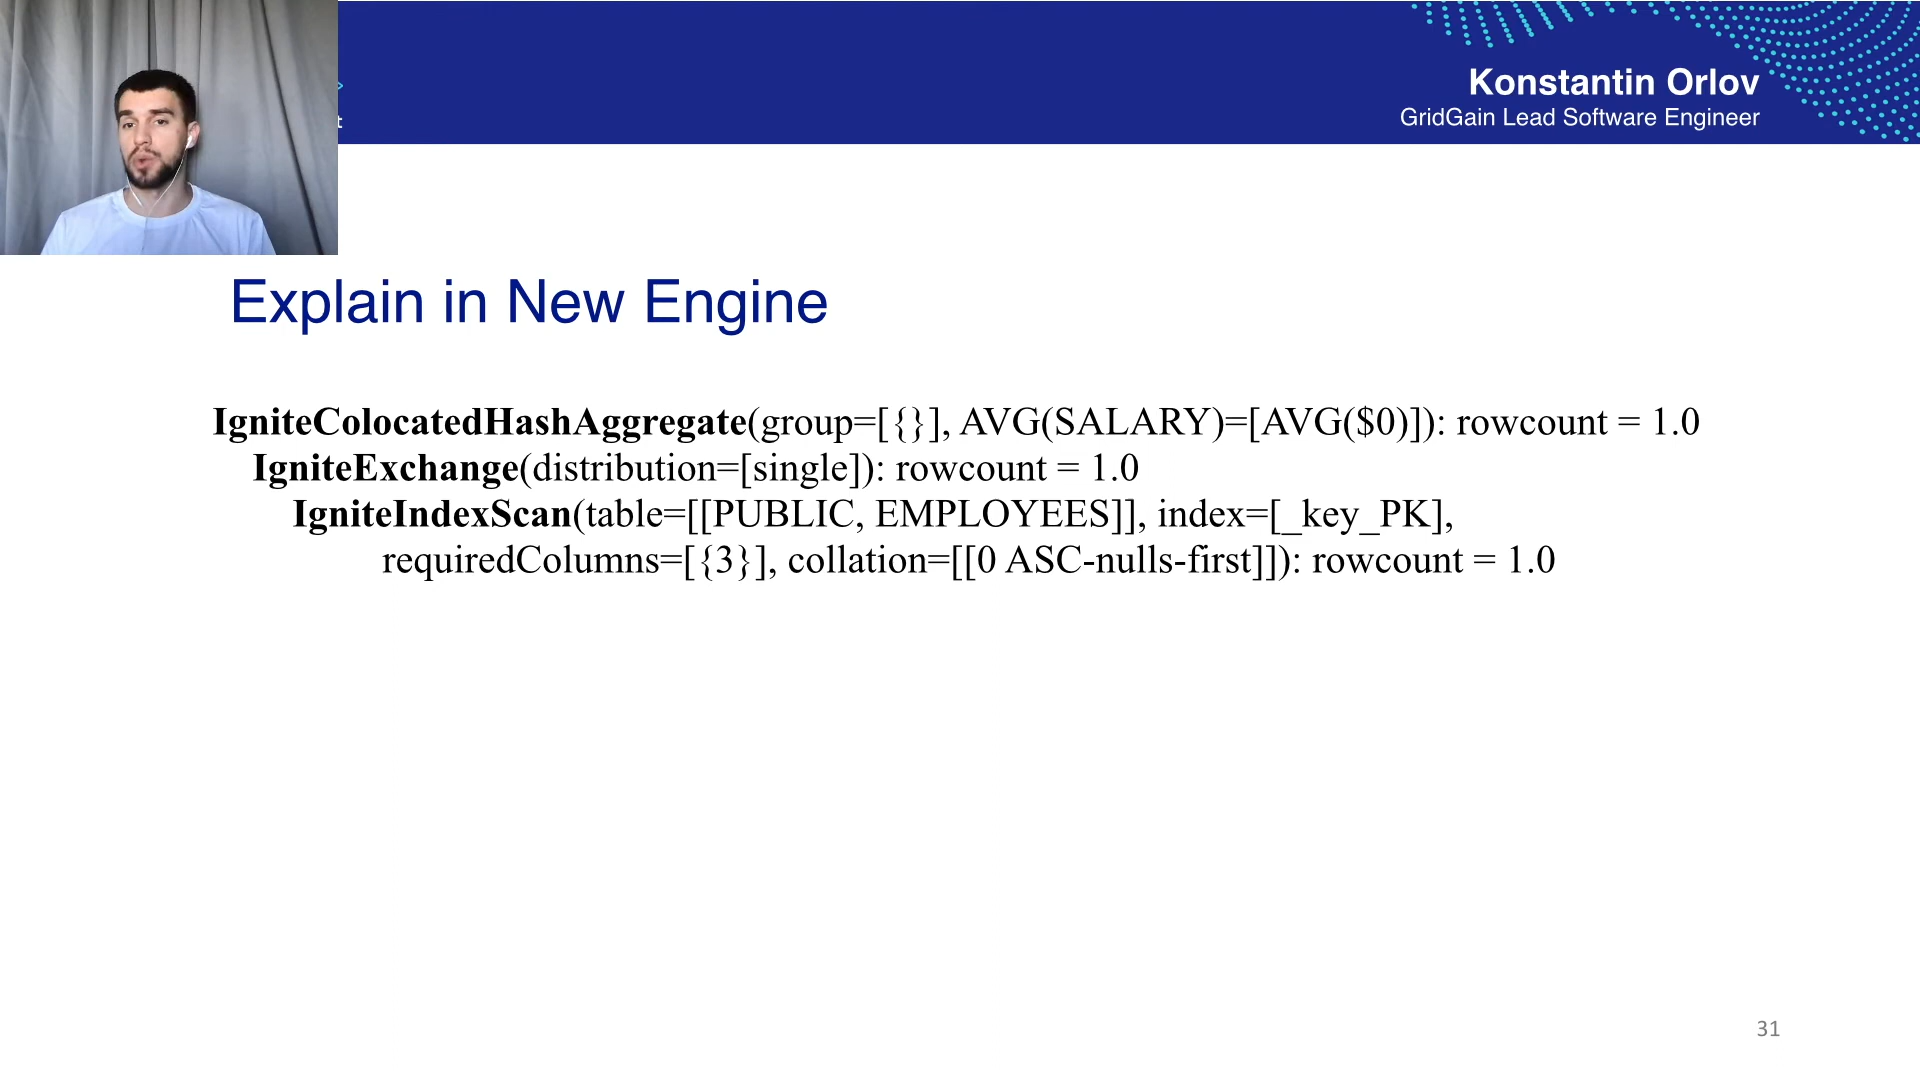 Konstantin Orlov
GridGain Lead Software Engineer
Explain in New Engine
IgniteColocatedHashAggregate(group=[{}], AVG(SALARY)=[AVG($0)]): rowcount = 1.0
IgniteExchange(distribution=[single]): rowcount = 1.0
IgniteIndexScan(table=[[PUBLIC, EMPLOYEES]], index=[_key_PK],
requiredColumns=[{3}], collation=[[0 ASC-nulls-first]]): rowcount = 1.0
31